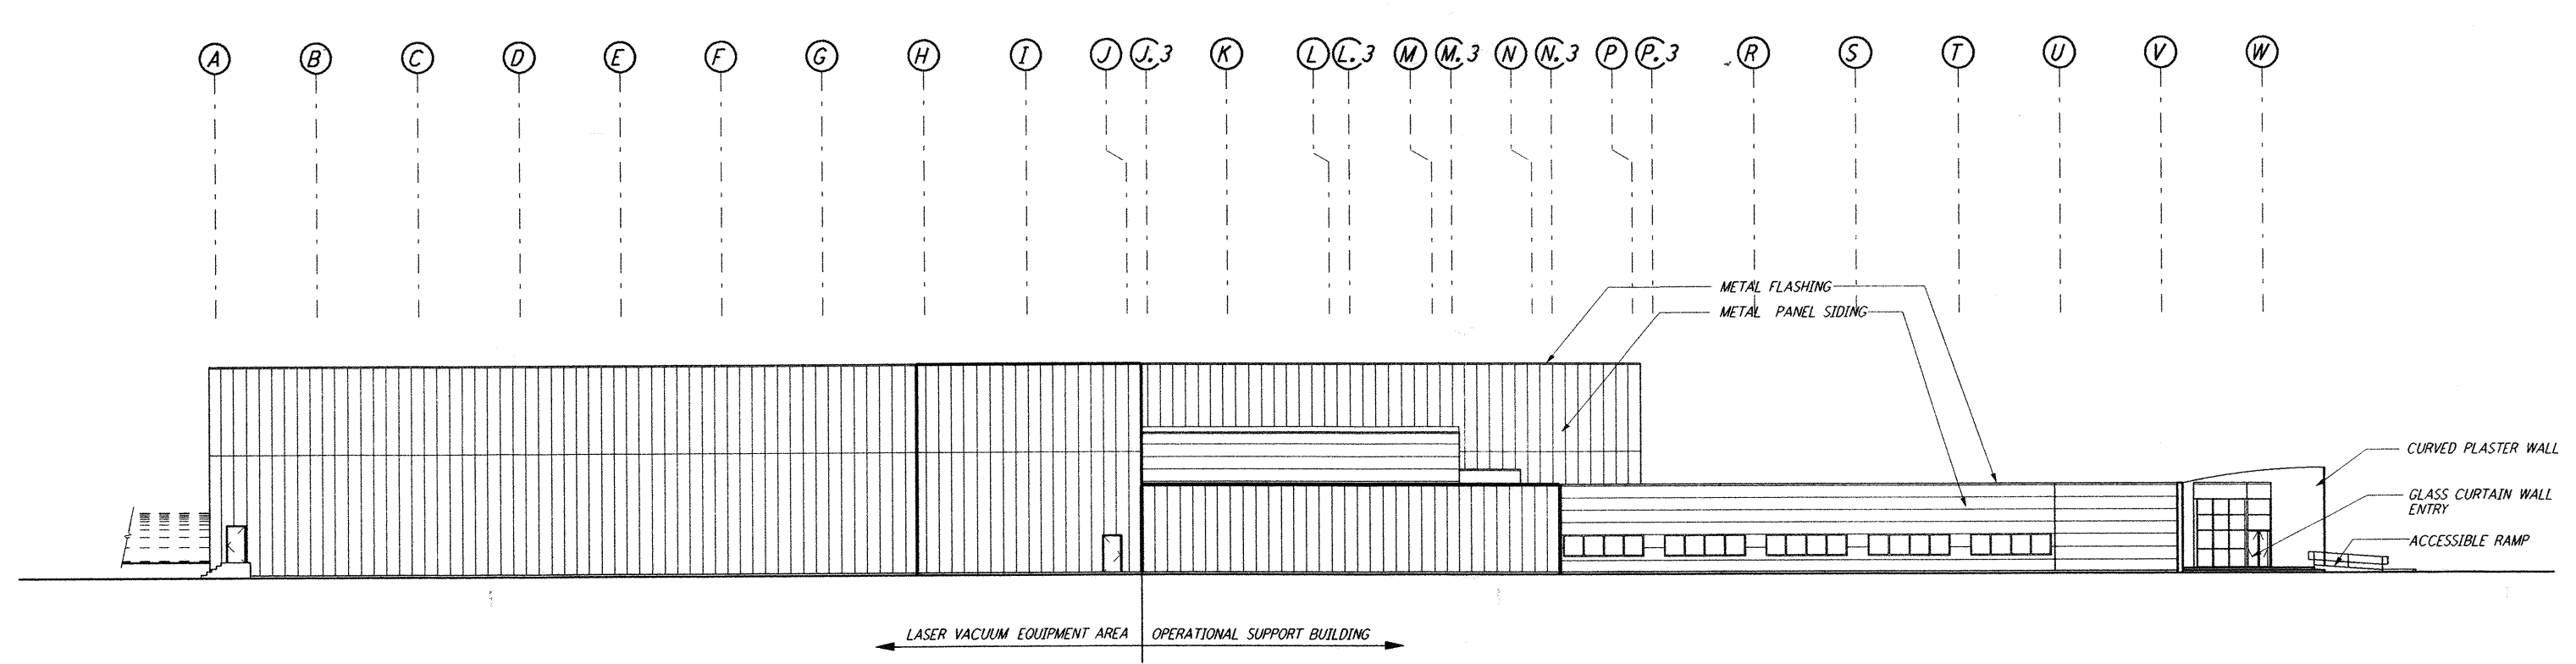 A B C D E F G H I J J.3 K L L.3 M M.3 N N.3 P P.3 R S T U V W
METAL FLASHING
METAL PANEL SIDING
CURVED PLASTER WALL
GLASS CURTAIN WALL
ENTRY
ACCESSIBLE RAMP
LASER VACUUM EQUIPMENT AREA OPERATIONAL SUPPORT BUILDING